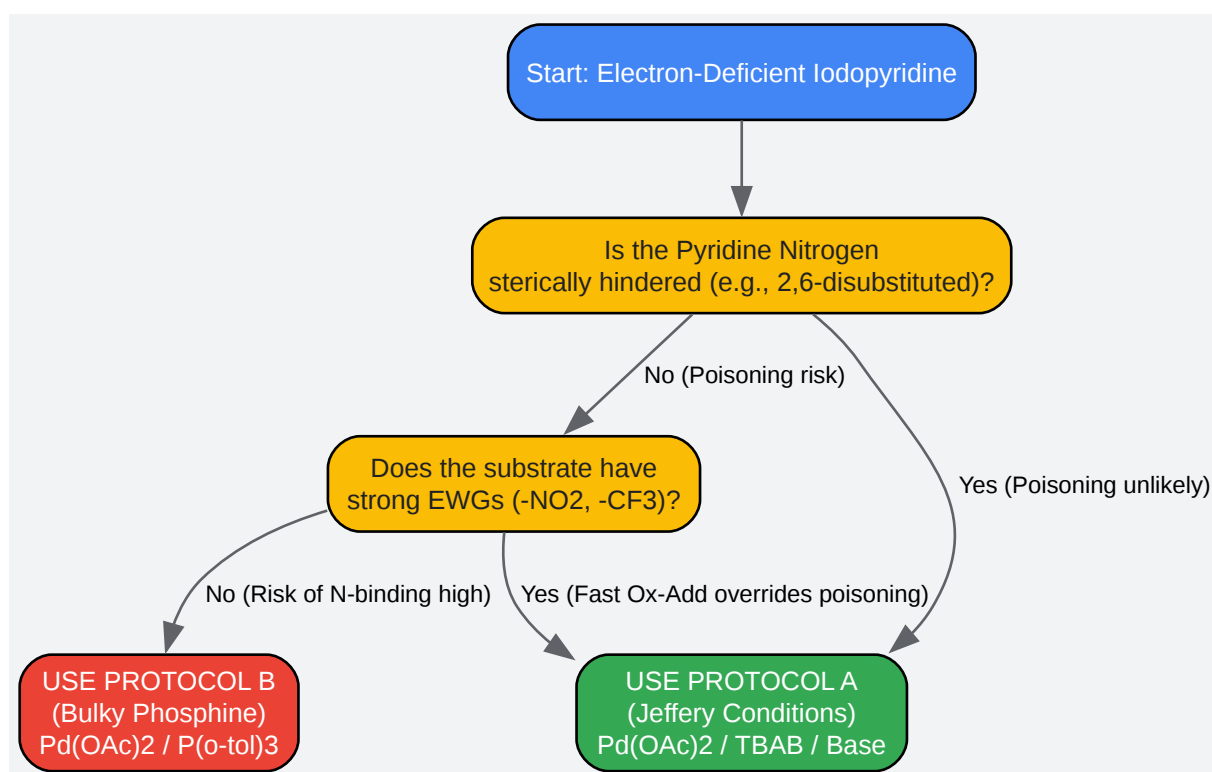 Start: Electron-Deficient Iodopyridine
Is the Pyridine Nitrogen
sterically hindered (e.g., 2,6-disubstituted)?
No (Poisoning risk)
Does the substrate have
strong EWGs (-NO2, -CF3)?
Yes (Poisoning unlikely)
No (Risk of N-binding high)
Yes (Fast Ox-Add overrides poisoning)
USE PROTOCOL B
(Bulky Phosphine)
Pd(OAc)2 / P(o-tol)3
USE PROTOCOL A
(Jeffery Conditions)
Pd(OAc)2 / TBAB / Base